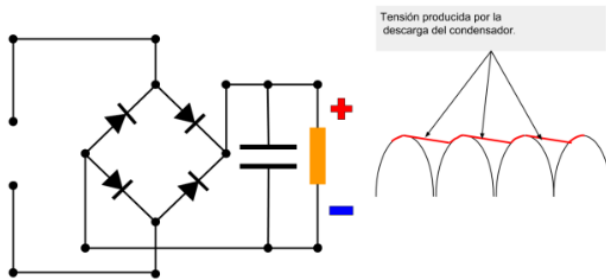 Tensión producida por la
descarga del condensador.
+
−